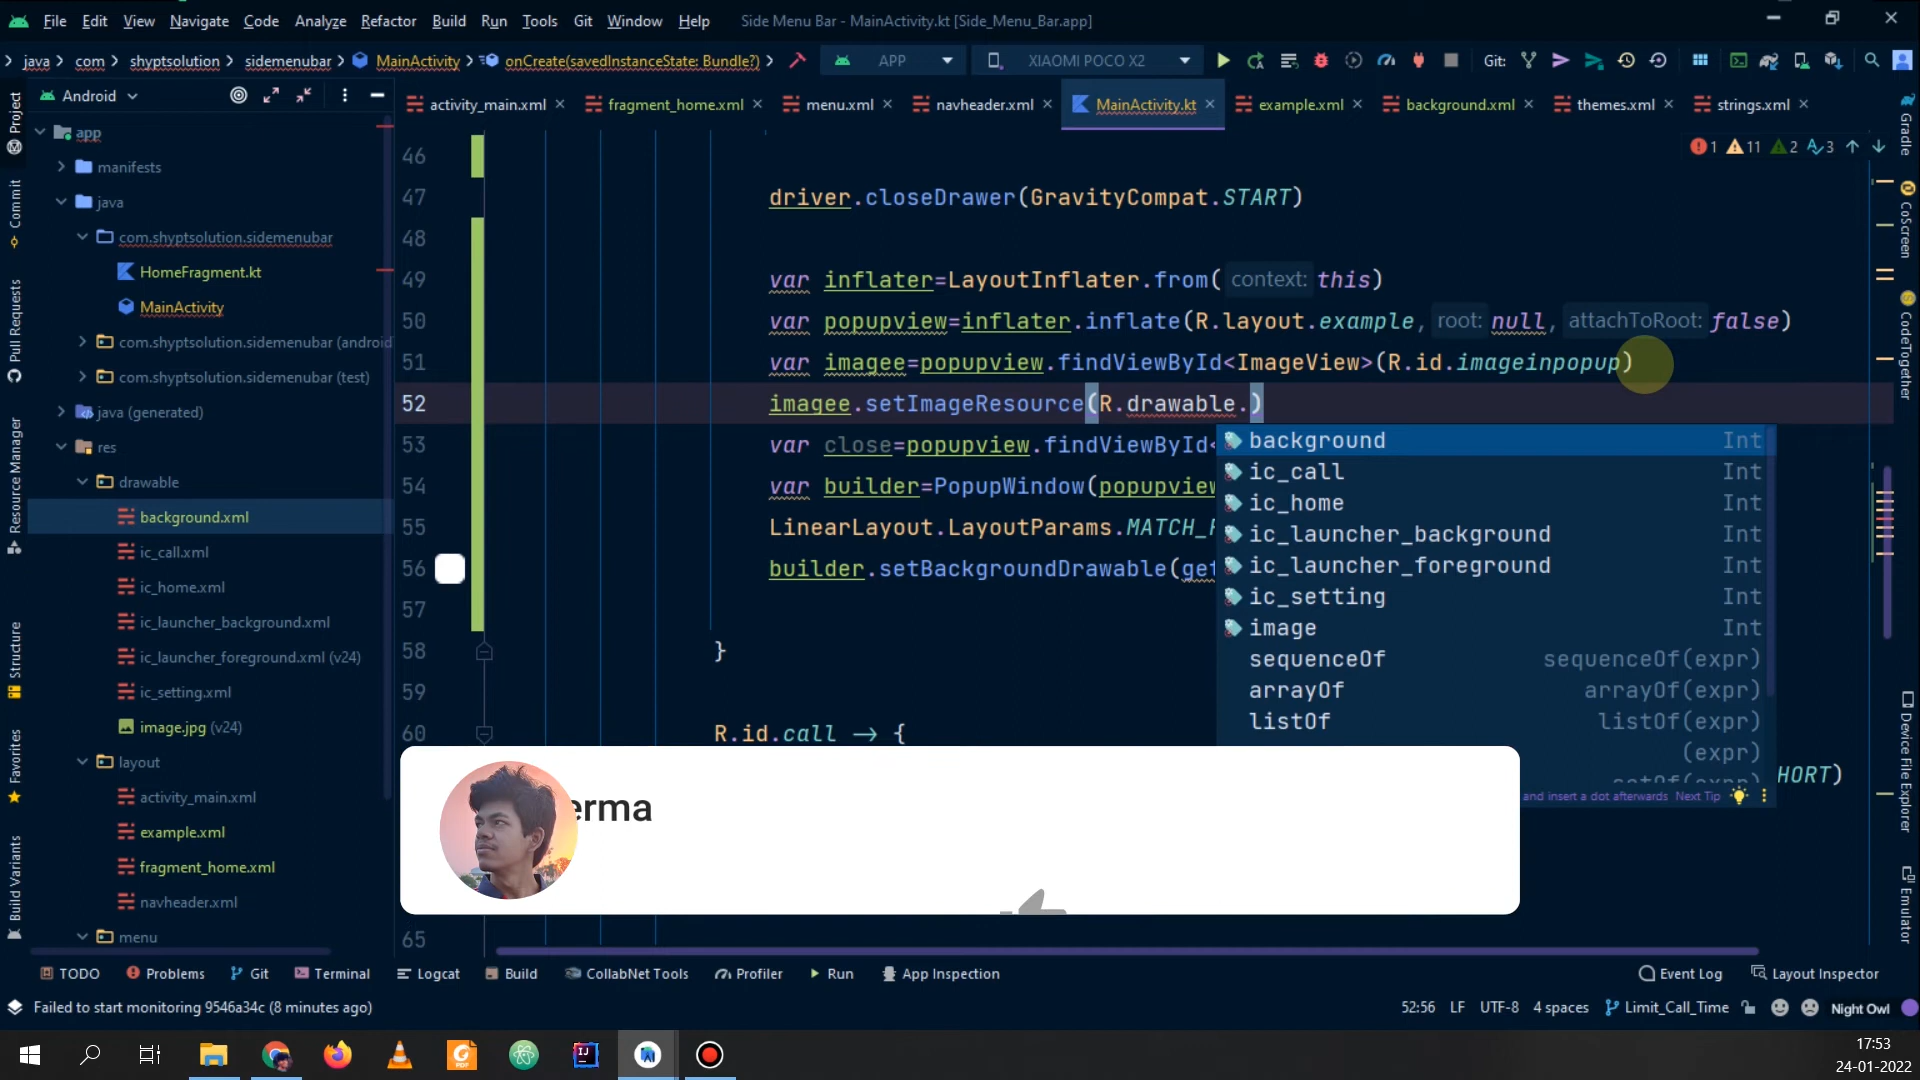 File Edit View Navigate Code Analyze Refactor Build Run Tools Git Window Help Side Menu Bar - MainActivity.kt [Side_Menu_Bar.app]
java com shyptsolution sidemenubar MainActivity onCreate(savedInstanceState: Bundle?) APP XIAOMI POCO X2 Git:
Android
activity_main.xml fragment_home.xml menu.xml navheader.xml MainActivity.kt example.xml background.xml themes.xml strings.xml
1 11 2 3
Project
Commit
Pull Requests
Resource Manager
Structure
Favorites
Build Variants
app
manifests
java
com.shyptsolution.sidemenubar
HomeFragment.kt
MainActivity
com.shyptsolution.sidemenubar (android
com.shyptsolution.sidemenubar (test)
java (generated)
res
drawable
background.xml
ic_call.xml
ic_home.xml
ic_launcher_background.xml
ic_launcher_foreground.xml (v24)
ic_setting.xml
image.jpg (v24)
layout
activity_main.xml
example.xml
fragment_home.xml
navheader.xml
menu
46
47 driver.closeDrawer(GravityCompat.START)
48
49 var inflater=LayoutInflater.from( context: this)
50 var popupview=inflater.inflate(R.layout.example, root: null, attachToRoot: false)
51 var imagee=popupview.findViewById<ImageView>(R.id.imageinpopup)
52 imagee.setImageResource(R.drawable.)
53 var close=popupview.findViewById<
54 var builder=PopupWindow(popupview
55 LinearLayout.LayoutParams.MATCH_P
56 builder.setBackgroundDrawable(get
57
58 }
59
60 R.id.call → {
HORT)
65
background Int
ic_call Int
ic_home Int
ic_launcher_background Int
ic_launcher_foreground Int
ic_setting Int
image Int
sequenceOf sequenceOf(expr)
arrayOf arrayOf(expr)
listOf listOf(expr)
(expr)
and insert a dot afterwards Next Tip
erma
Gradle
CoScreen
CodeTogether
Device File Explorer
Emulator
TODO Problems Git Terminal Logcat Build CollabNet Tools Profiler Run App Inspection Event Log Layout Inspector
Failed to start monitoring 9546a34c (8 minutes ago) 52:56 LF UTF-8 4 spaces Limit_Call_Time Night Owl
17:53
24-01-2022